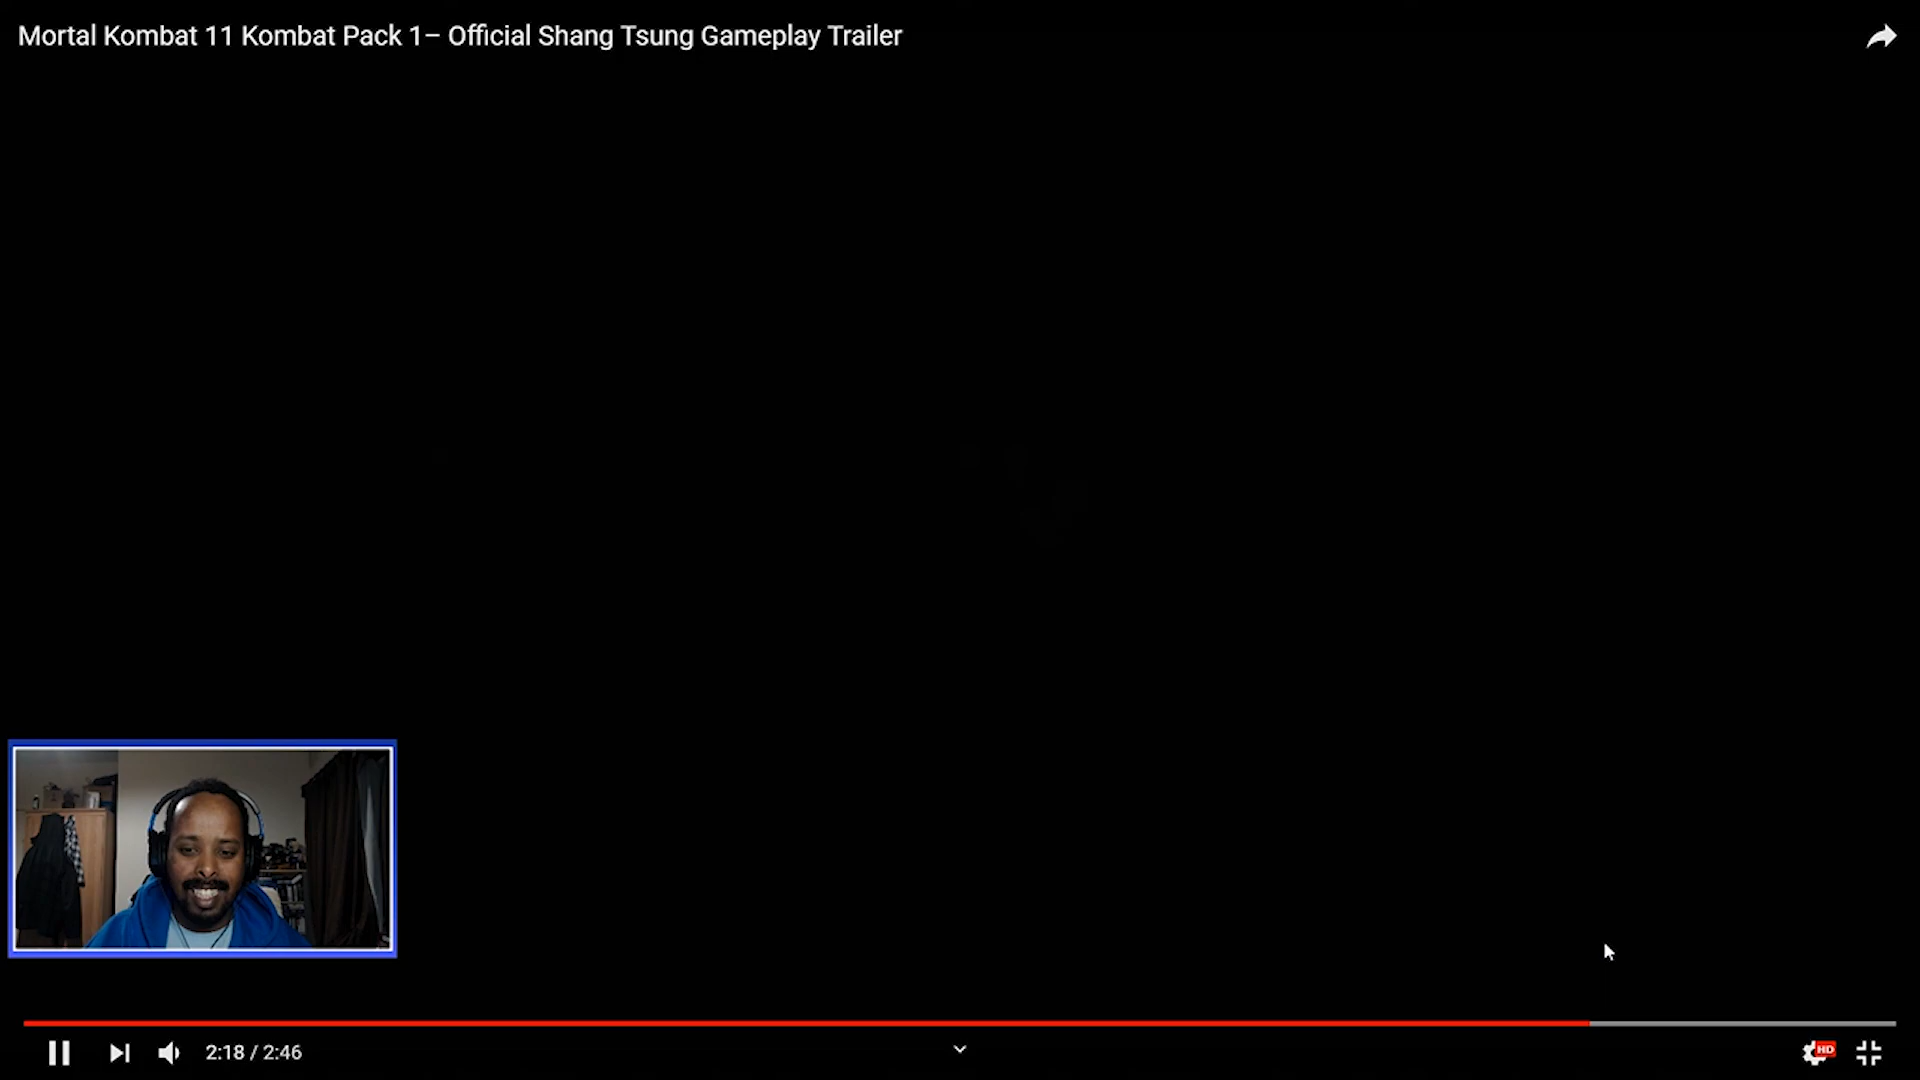 Mortal Kombat 11 Kombat Pack 1– Official Shang Tsung Gameplay Trailer
2:18 / 2:46
HD